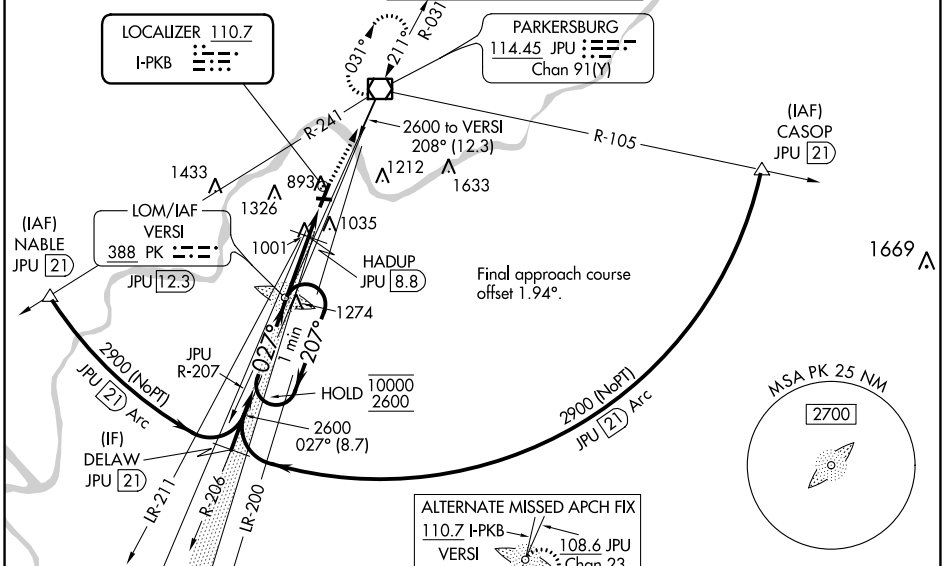 LOCALIZER 110.7
I-PKB
031°
211°
R-031
PARKERSBURG
114.45 JPU
Chan 91(Y)
R-241
2600 to VERSI
208° (12.3)
R-105
(IAF)
CASOP
JPU 21
1433
1326
893
1212
1633
1035
1001
LOM/IAF
VERSI
388 PK
JPU 12.3
(IAF)
NABLE
JPU 21
HADUP
JPU 8.8
Final approach course
offset 1.94°.
1669
1274
027°
1 min
207°
JPU
R-207
HOLD 10000
2600
2900 (NoPT)
JPU 21 Arc
2900 (NoPT)
JPU 21 Arc
2600
027° (8.7)
(IF)
DELAW
JPU 21
LR-211
R-206
LR-200
MSA PK 25 NM
2700
ALTERNATE MISSED APCH FIX
110.7 I-PKB
VERSI
108.6 JPU
Chan 23